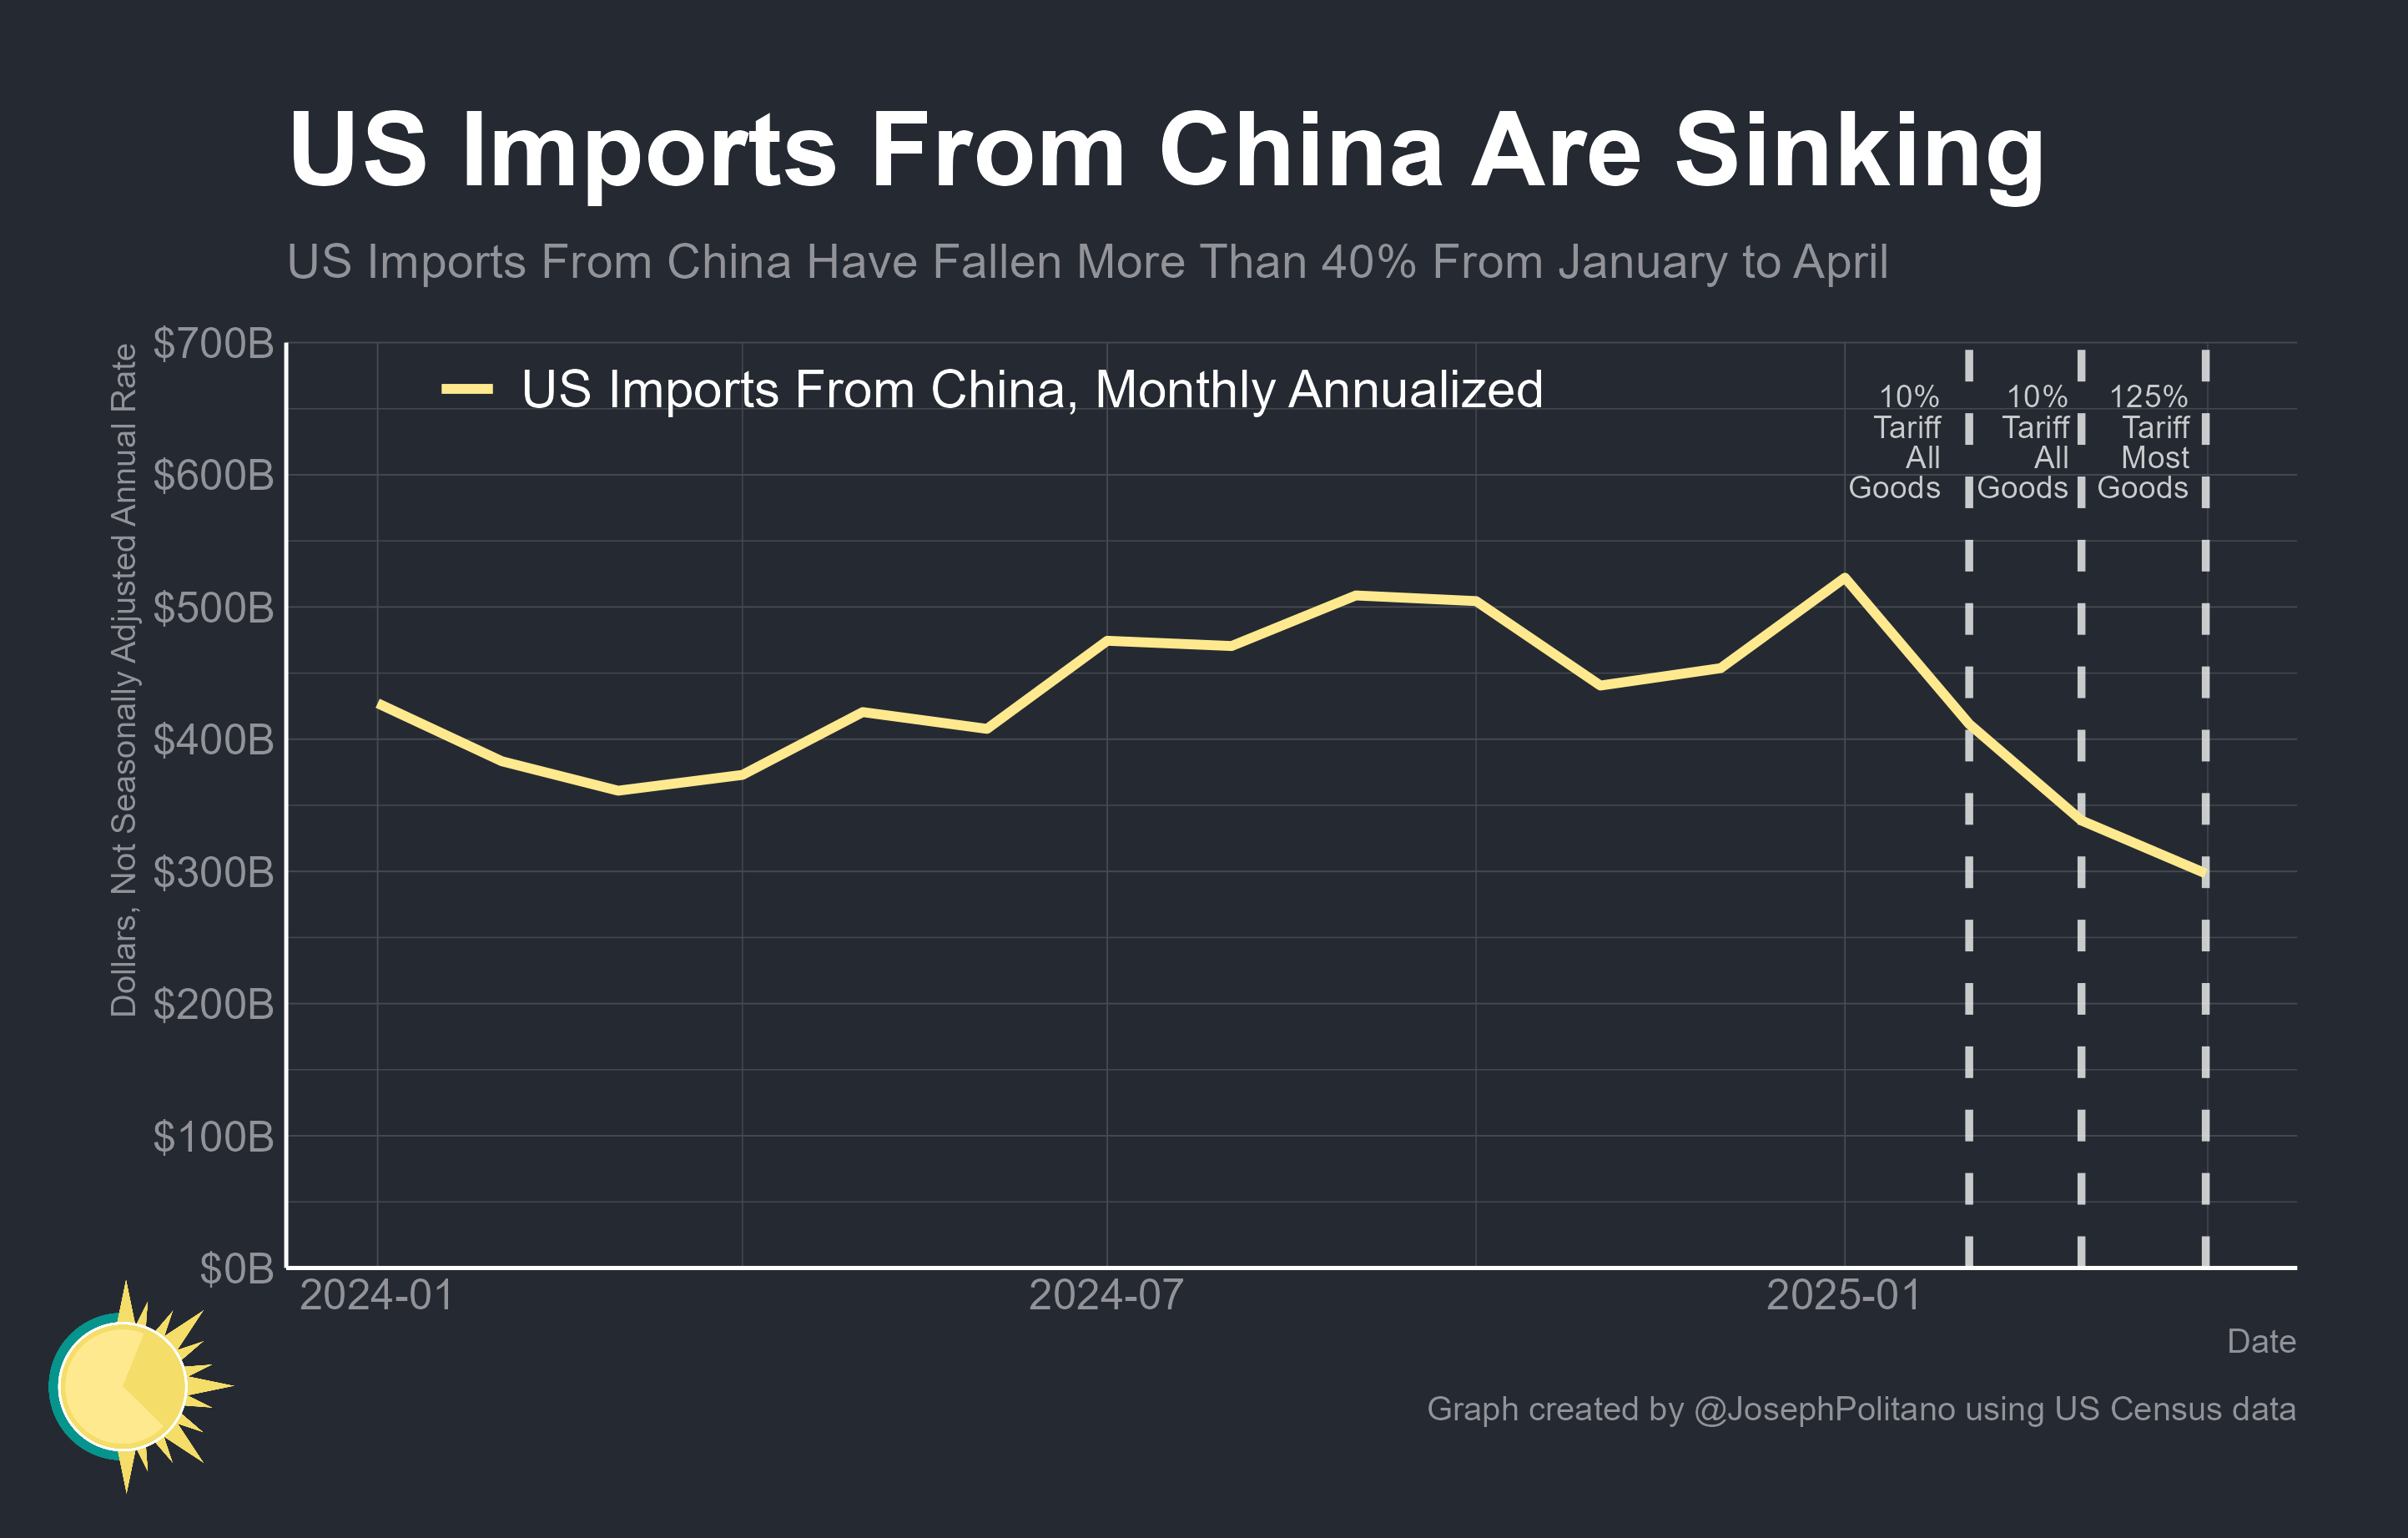 US Imports From China Are Sinking
US Imports From China Have Fallen More Than 40% From January to April
Dollars, Not Seasonally Adjusted Annual Rate
$700B
$600B
$500B
$400B
$300B
$200B
$100B
$0B
US Imports From China, Monthly Annualized
10%
Tariff
All
Goods
10%
Tariff
All
Goods
125%
Tariff
Most
Goods
2024-01
2024-07
2025-01
Date
Graph created by @JosephPolitano using US Census data